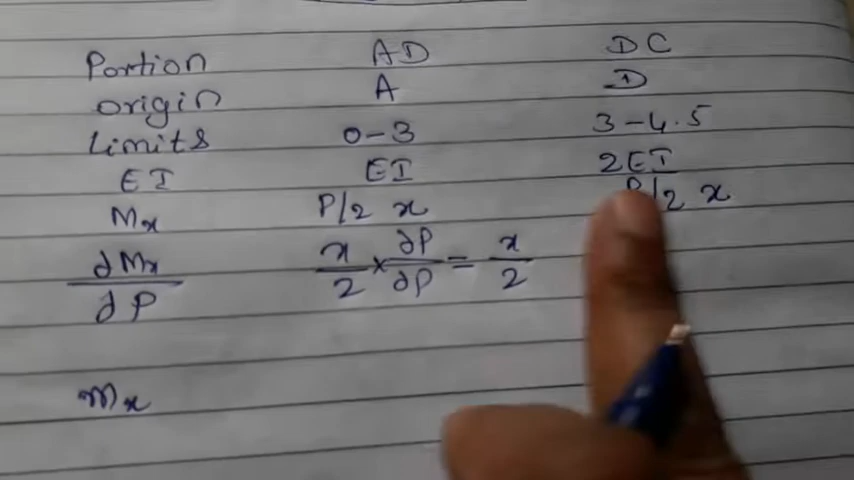 Portion AD DC
origin A D
Limits 0-3 3-4.5
EI EI 2EI
Mx P/2 x P/2 x
∂Mx/∂P x/2 × ∂P/∂P = x/2
mx